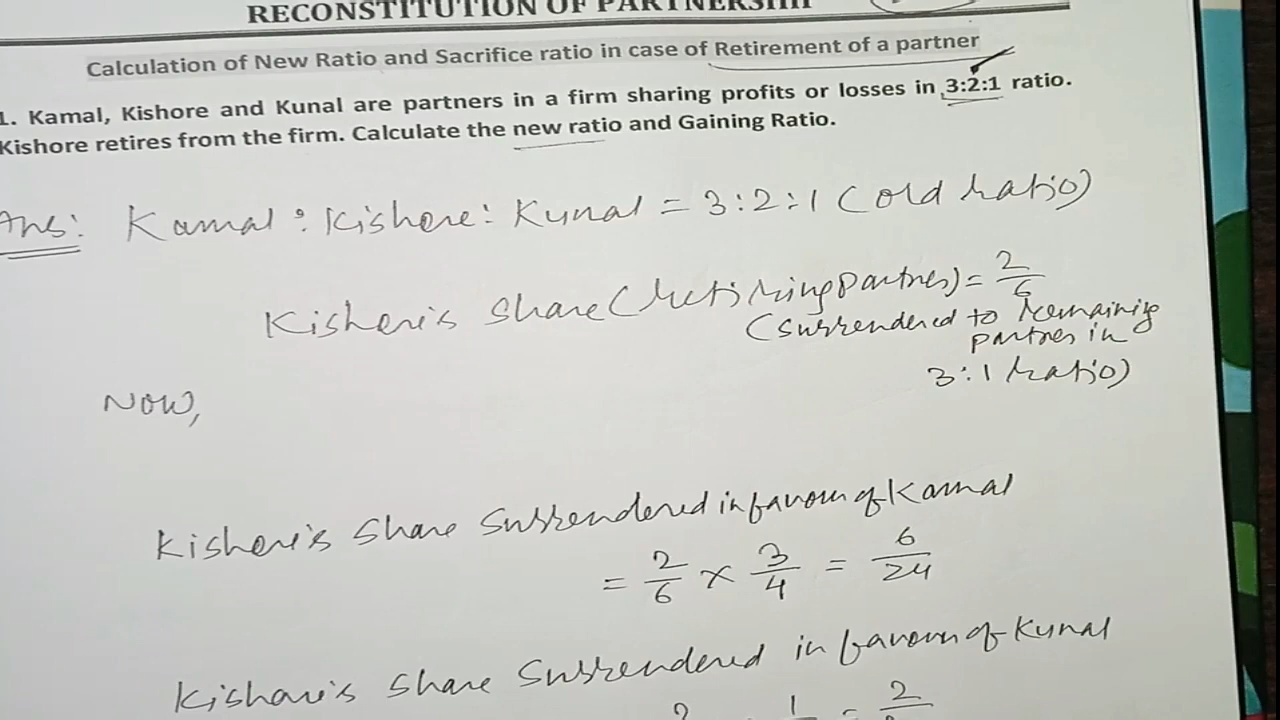 RECONSTITUTION OF PARTNERSHIP
Calculation of New Ratio and Sacrifice ratio in case of Retirement of a partner
1. Kamal, Kishore and Kunal are partners in a firm sharing profits or losses in 3:2:1 ratio.
Kishore retires from the firm. Calculate the new ratio and Gaining Ratio.
Ans: Kamal : Kishore : Kunal = 3:2:1 (old ratio)
Kishore's share (retiring partner) = 2/6
(surrendered to remaining
partner in
3:1 ratio)
Now,
Kishore's share surrendered in favour of Kamal
= 2/6 × 3/4 = 6/24
Kishore's share surrendered in favour of Kunal
2 1 = 2